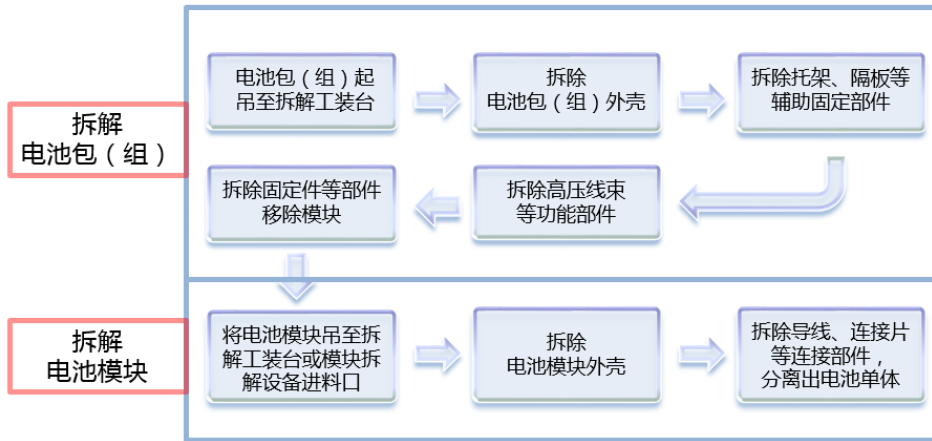 拆解
电池包（组）
电池包（组）起
吊至拆解工装台
拆除
电池包（组）外壳
拆除托架、隔板等
辅助固定部件
拆除高压线束
等功能部件
拆除固定件等部件
移除模块
拆解
电池模块
将电池模块吊至拆
解工装台或模块拆
解设备进料口
拆除
电池模块外壳
拆除导线、连接片
等连接部件，
分离出电池单体